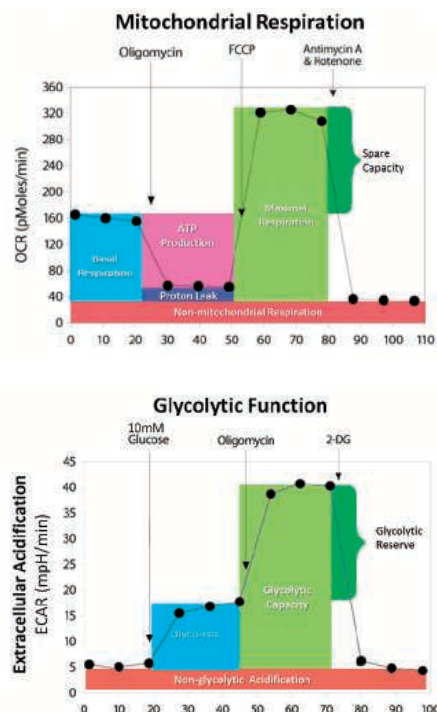 Mitochondrial Respiration
Oligomycin
FCCP
Antimycin A
& Rotenone
360
320
280
240
200
160
120
80
40
0
OCR (pMoles/min)
Spare
Capacity
Maximal
Respiration
ATP
Production
Basal
Respiration
Proton Leak
Non-mitochondrial Respiration
0 10 20 30 40 50 60 70 80 90 100 110
Glycolytic Function
10mM
Glucose
Oligomycin
2-DG
45
40
35
30
25
20
15
10
5
0
Extracellular Acidification
ECAR (mpH/min)
Glycolytic
Reserve
Glycolytic
Capacity
Glycolysis
Non-glycolytic Acidification
0 10 20 30 40 50 60 70 80 90 100